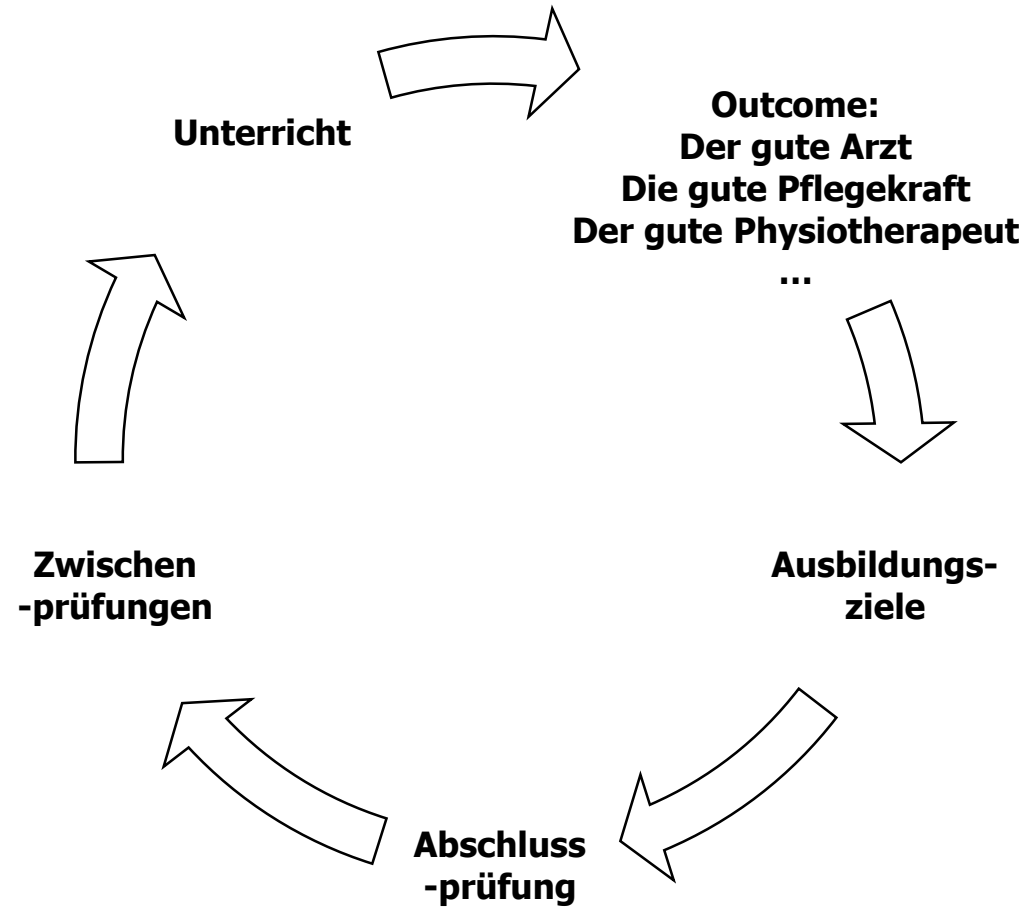 Unterricht
Outcome:
Der gute Arzt
Die gute Pflegekraft
Der gute Physiotherapeut
...
Ausbildungs-
ziele
Abschluss
-prüfung
Zwischen
-prüfungen